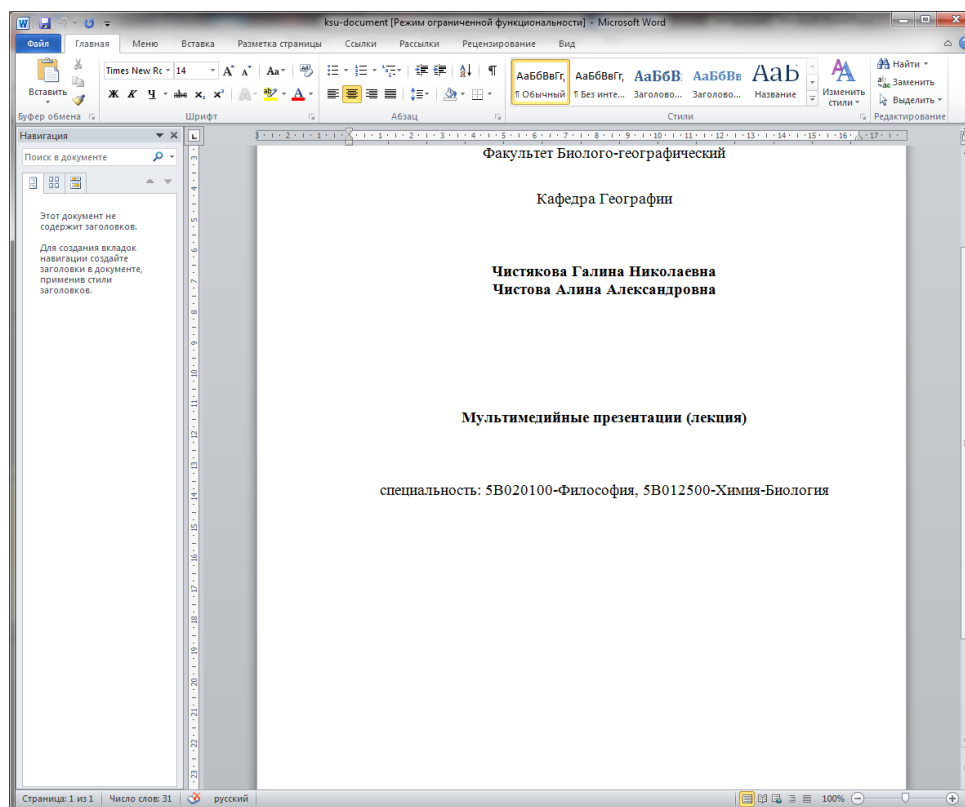 ksu-document [Режим ограниченной функциональности] - Microsoft Word
Файл Главная Меню Вставка Разметка страницы Ссылки Рассылки Рецензирование Вид
Вставить
Times New Rс 14
Ж К Ч abc x, x²
АаБбВвГг, АаБбВвГг, АаБбВ АаБбВв АаЬ
¶ Обычный ¶ Без инте... Заголово... Заголово... Название
Изменить стили
Найти
Заменить
Выделить
Буфер обмена Шрифт Абзац Стили Редактирование
Навигация
Поиск в документе
Этот документ не
содержит заголовков.
Для создания вкладок
навигации создайте
заголовки в документе,
применив стили
заголовков.
Факультет Биолого-географический
Кафедра Географии
Чистякова Галина Николаевна
Чистова Алина Александровна
Мультимедийные презентации (лекция)
специальность: 5В020100-Философия, 5В012500-Химия-Биология
Страница: 1 из 1 Число слов: 31 русский 100%